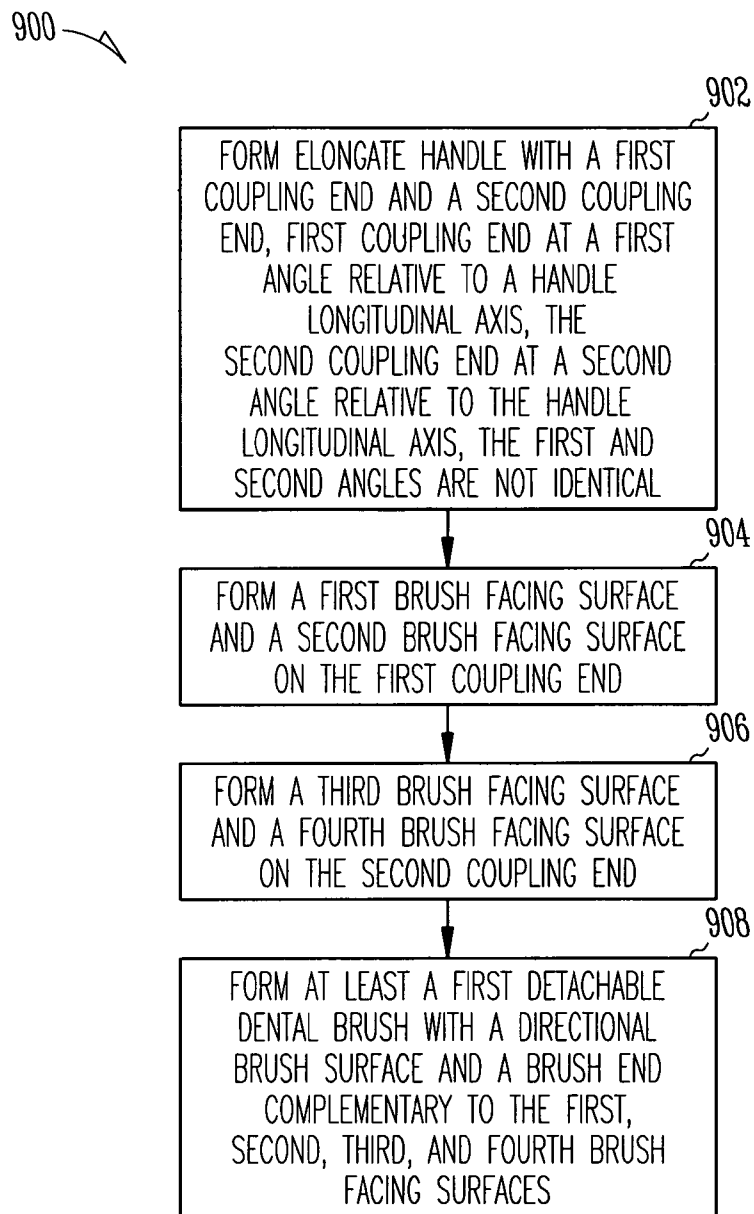 900
902
FORM ELONGATE HANDLE WITH A FIRST
COUPLING END AND A SECOND COUPLING
END, FIRST COUPLING END AT A FIRST
ANGLE RELATIVE TO A HANDLE
LONGITUDINAL AXIS, THE
SECOND COUPLING END AT A SECOND
ANGLE RELATIVE TO THE HANDLE
LONGITUDINAL AXIS, THE FIRST AND
SECOND ANGLES ARE NOT IDENTICAL
904
FORM A FIRST BRUSH FACING SURFACE
AND A SECOND BRUSH FACING SURFACE
ON THE FIRST COUPLING END
906
FORM A THIRD BRUSH FACING SURFACE
AND A FOURTH BRUSH FACING SURFACE
ON THE SECOND COUPLING END
908
FORM AT LEAST A FIRST DETACHABLE
DENTAL BRUSH WITH A DIRECTIONAL
BRUSH SURFACE AND A BRUSH END
COMPLEMENTARY TO THE FIRST,
SECOND, THIRD, AND FOURTH BRUSH
FACING SURFACES